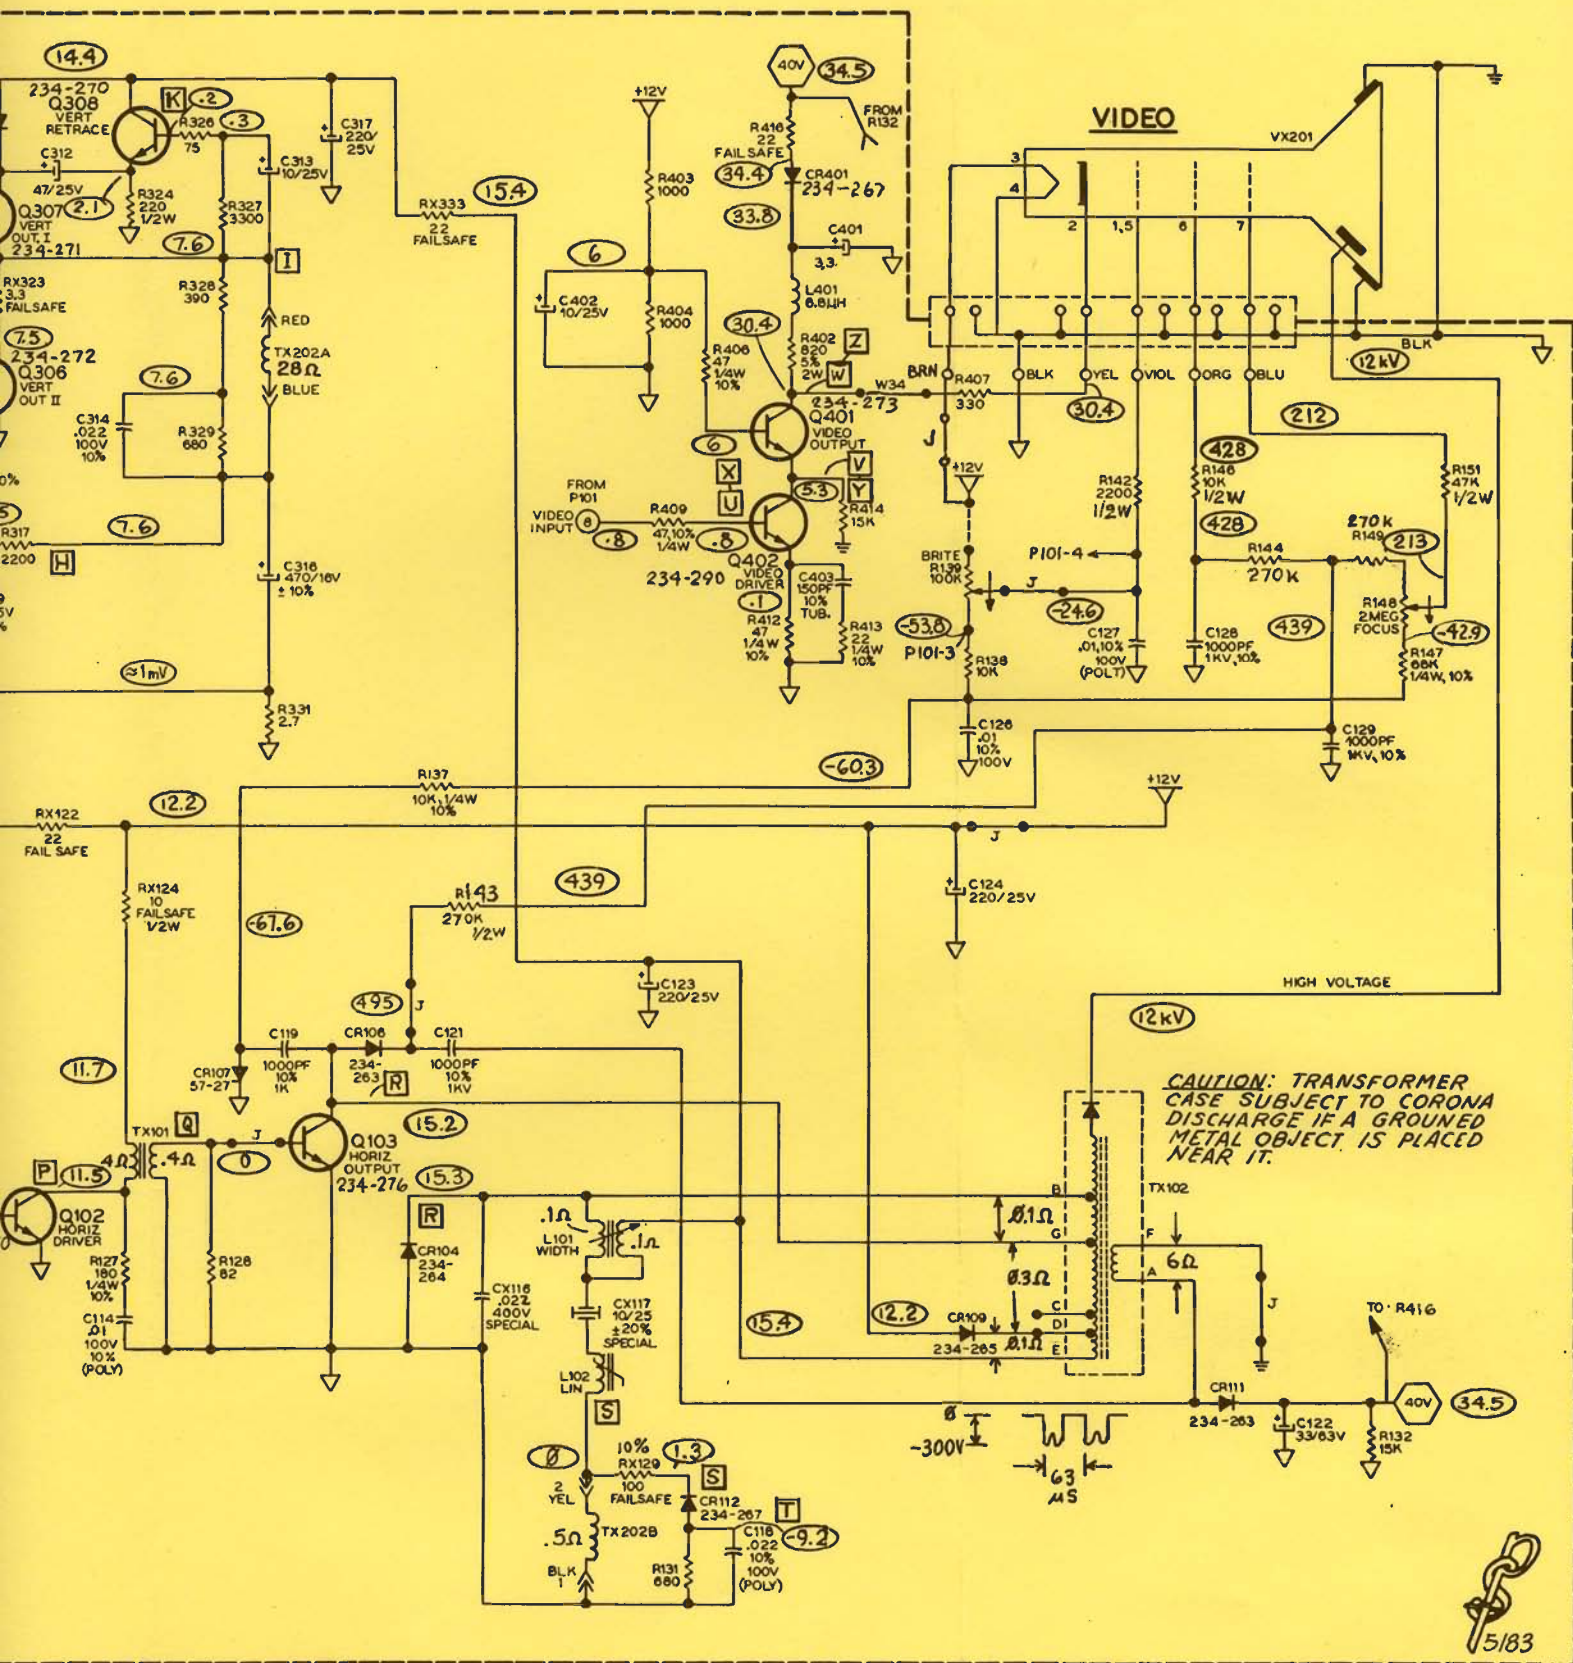 14.4
234-270
Q308
VERT
RETRACE
K
.2
R326
75
.3
C312
47/25V
2.1
R324
220
1/2W
Q307
VERT
OUT. I
234-271
C313
10/25V
C317
220/
25V
R327
3300
7.6
I
RX323
3.3
FAILSAFE
R328
390
RED
7.5
234-272
Q306
VERT
OUT II
TX202A
28Ω
BLUE
7.6
C314
.022
100V
10%
R329
680
R317
2200
H
7.6
C316
470/16V
± 10%
≈1mV
R331
2.7
RX333
22
FAILSAFE
15.4
+12V
R403
1000
6
C402
10/25V
R404
1000
R406
47
1/4W
10%
6
40V
34.5
FROM
R132
R416
22
FAILSAFE
34.4
CR401
234-267
33.8
C401
3.3
L401
6.8µH
30.4
R402
820
5%
2W
Z
W
W34
234-273
Q401
VIDEO
OUTPUT
X
U
V
Y
5.3
R414
15K
FROM
P101
VIDEO
INPUT
8
.8
R409
47,10%
1/4W
.8
Q402
VIDEO
DRIVER
234-290
.1
R412
47
1/4W
10%
C403
150PF
10%
TUB.
R413
22
1/4W
10%
VIDEO
VX201
3
4
2
1,5
6
7
BLK
12kV
BRN
R407
330
BLK
YEL
VIOL
ORG
BLU
30.4
212
J
+12V
R142
2200
1/2W
428
R146
10K
1/2W
428
R151
47K
1/2W
BRITE
R139
100K
P101-4
J
-24.6
-53.8
P101-3
R138
10K
C127
.01,10%
100V
(POLT)
C128
1000PF
1KV,10%
R144
270K
270K
R149
213
439
R148
2MEG
FOCUS
-42.9
R147
68K
1/4W,10%
C126
.01
10%
100V
C129
1000PF
1KV,10%
-60.3
R137
10K,1/4W
10%
12.2
RX122
22
FAIL SAFE
+12V
J
C124
220/25V
RX124
10
FAILSAFE
1/2W
-67.6
R143
270K
1/2W
439
C123
220/25V
495
J
HIGH VOLTAGE
12kV
11.7
CR107
57-27
C119
1000PF
10%
1K
CR106
234-
263
R
C121
1000PF
10%
1KV
CAUTION: TRANSFORMER
CASE SUBJECT TO CORONA
DISCHARGE IF A GROUNED
METAL OBJECT IS PLACED
NEAR IT.
TX101
Q
4Ω
.4Ω
J
0
Q103
HORIZ
OUTPUT
234-276
15.2
15.3
P
11.5
Q102
HORIZ
DRIVER
R127
180
1/4W
10%
C114
.01
100V
10%
(POLY)
R128
82
R
CR104
234-
264
CX116
.022
400V
SPECIAL
.1Ω
L101
WIDTH
.1Ω
CX117
10/25
±20%
SPECIAL
L102
LIN
S
0
2
YEL
10%
RX129
100
FAILSAFE
1.3
S
CR112
234-267
T
-9.2
.5Ω
TX202B
BLK
1
R131
680
C118
.022
10%
100V
(POLY)
15.4
12.2
CR109
234-265
0.1Ω
0.1Ω
0.3Ω
B
G
C
D
E
TX102
F
A
6Ω
J
0
-300V
63
µS
CR111
234-263
C122
33/63V
TO R416
40V
34.5
R132
15K
5/83